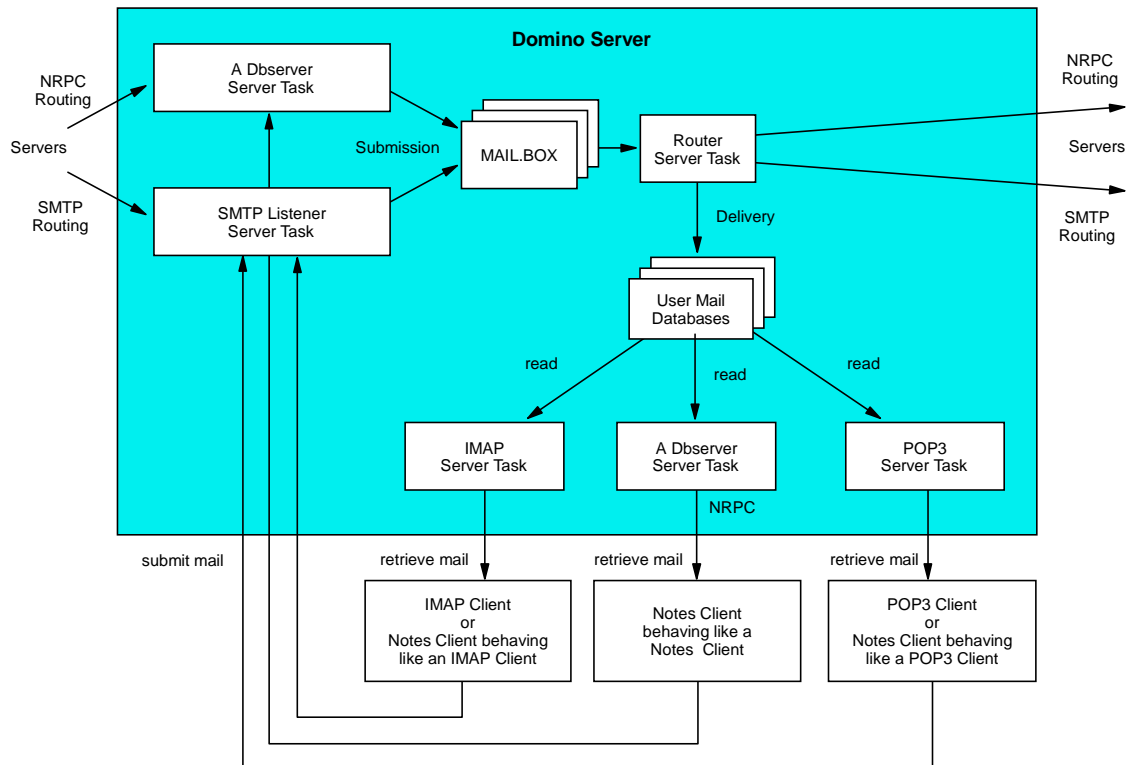 Domino Server
NRPC
Routing
A Dbserver
Server Task
Servers
Submission
MAIL.BOX
Router
Server Task
NRPC
Routing
Servers
SMTP
Routing
SMTP Listener
Server Task
SMTP
Routing
Delivery
User Mail
Databases
read
read
read
IMAP
Server Task
A Dbserver
Server Task
POP3
Server Task
NRPC
submit mail
retrieve mail
retrieve mail
retrieve mail
IMAP Client
or
Notes Client behaving
like an IMAP Client
Notes Client
behaving like a
Notes Client
POP3 Client
or
Notes Client behaving
like a POP3 Client